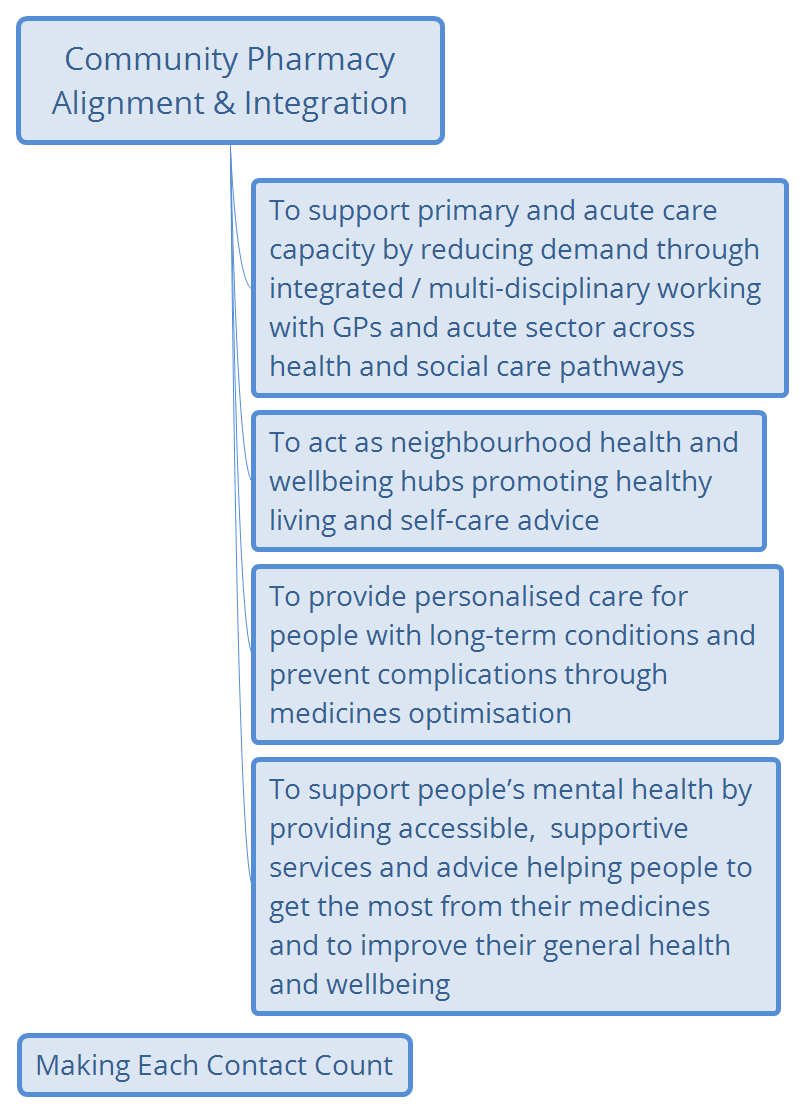 Community Pharmacy
Alignment & Integration
To support primary and acute care
capacity by reducing demand through
integrated / multi-disciplinary working
with GPs and acute sector across
health and social care pathways
To act as neighbourhood health and
wellbeing hubs promoting healthy
living and self-care advice
To provide personalised care for
people with long-term conditions and
prevent complications through
medicines optimisation
To support people’s mental health by
providing accessible,  supportive
services and advice helping people to
get the most from their medicines
and to improve their general health
and wellbeing
Making Each Contact Count